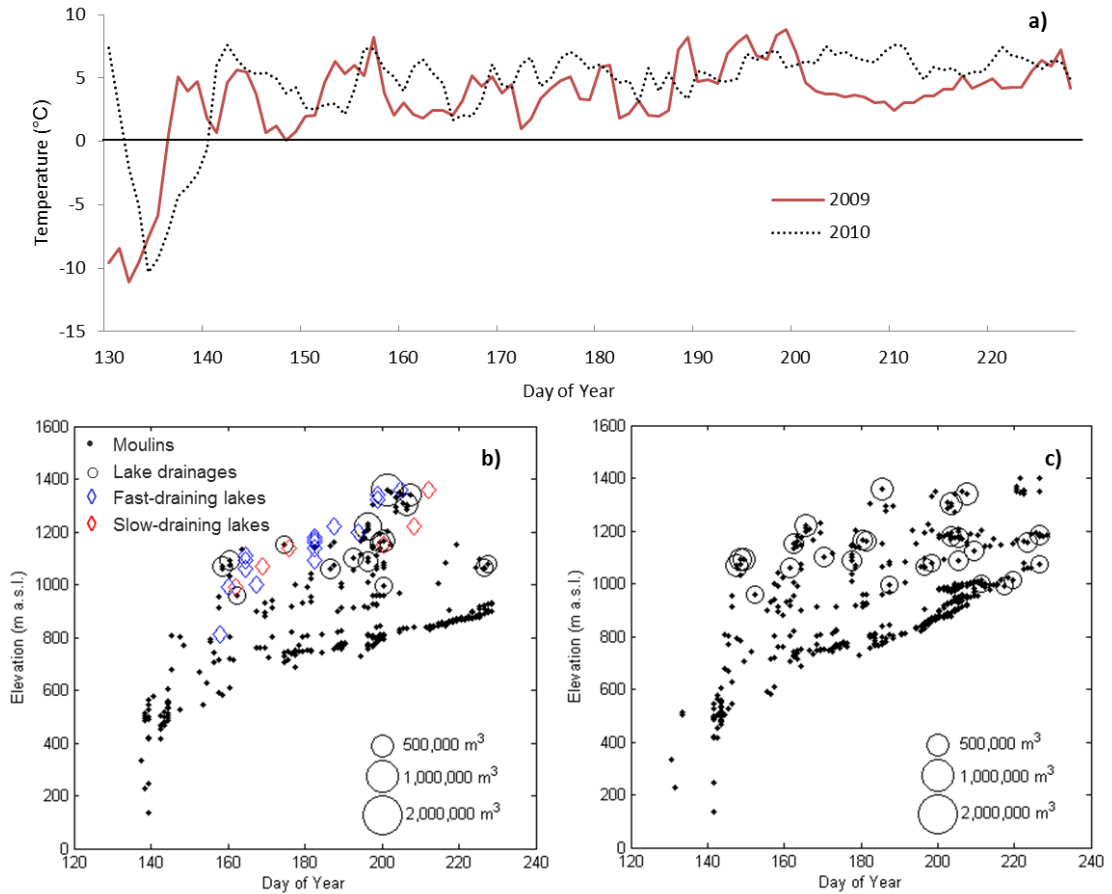 a)
10
5
0
-5
-10
-15
Temperature (°C)
2009
2010
130 140 150 160 170 180 190 200 210 220
Day of Year
b)
1600
1400
1200
1000
800
600
400
200
0
Elevation (m a.s.l.)
Moulins
Lake drainages
Fast-draining lakes
Slow-draining lakes
500,000 m³
1,000,000 m³
2,000,000 m³
120 140 160 180 200 220 240
Day of Year
c)
1600
1400
1200
1000
800
600
400
200
0
Elevation (m a.s.l.)
500,000 m³
1,000,000 m³
2,000,000 m³
120 140 160 180 200 220 240
Day of Year